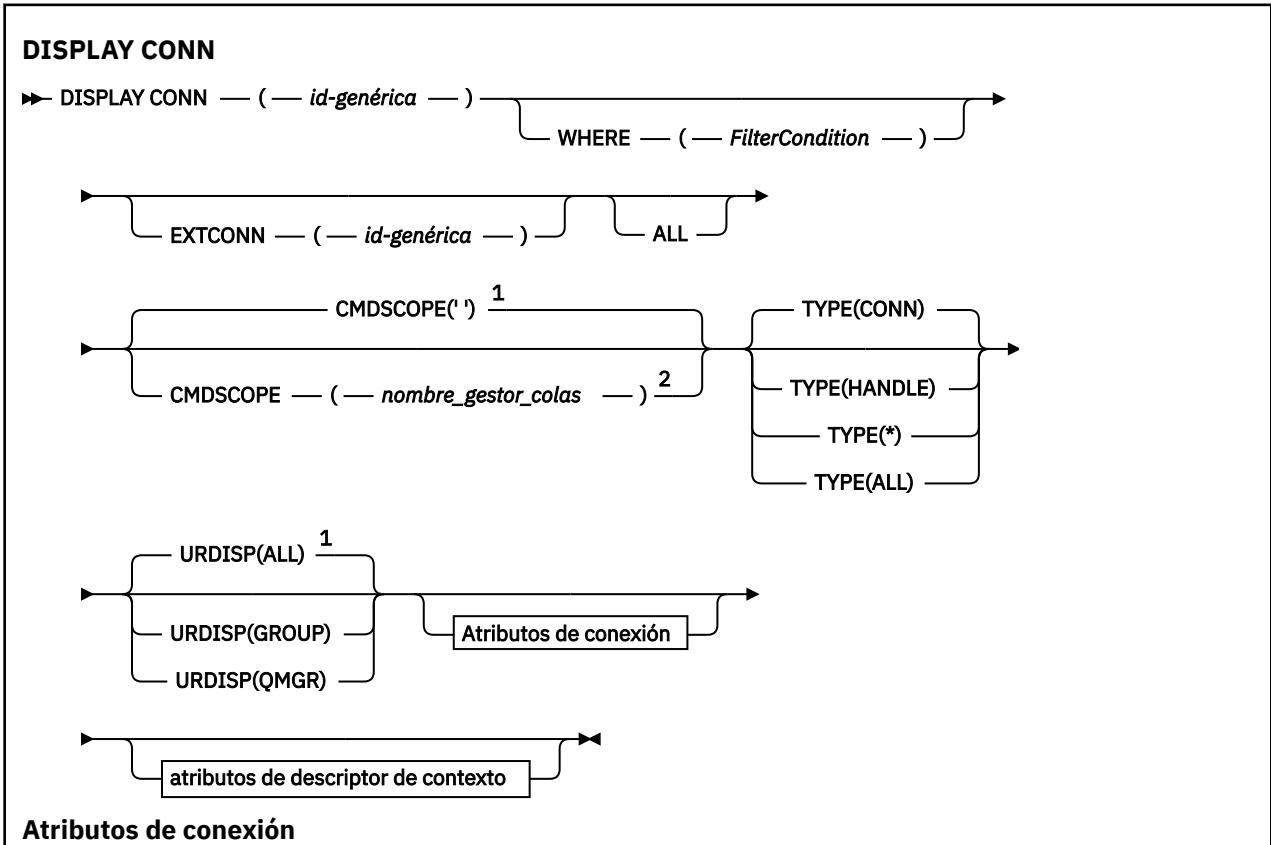 DISPLAY CONN
DISPLAY CONN ( id-genérica )
WHERE ( FilterCondition )
EXTCONN ( id-genérica )
ALL
CMDSCOPE(' ') 1
CMDSCOPE ( nombre_gestor_colas ) 2
TYPE(CONN)
TYPE(HANDLE)
TYPE(*)
TYPE(ALL)
URDISP(ALL) 1
URDISP(GROUP)
URDISP(QMGR)
Atributos de conexión
atributos de descriptor de contexto
Atributos de conexión